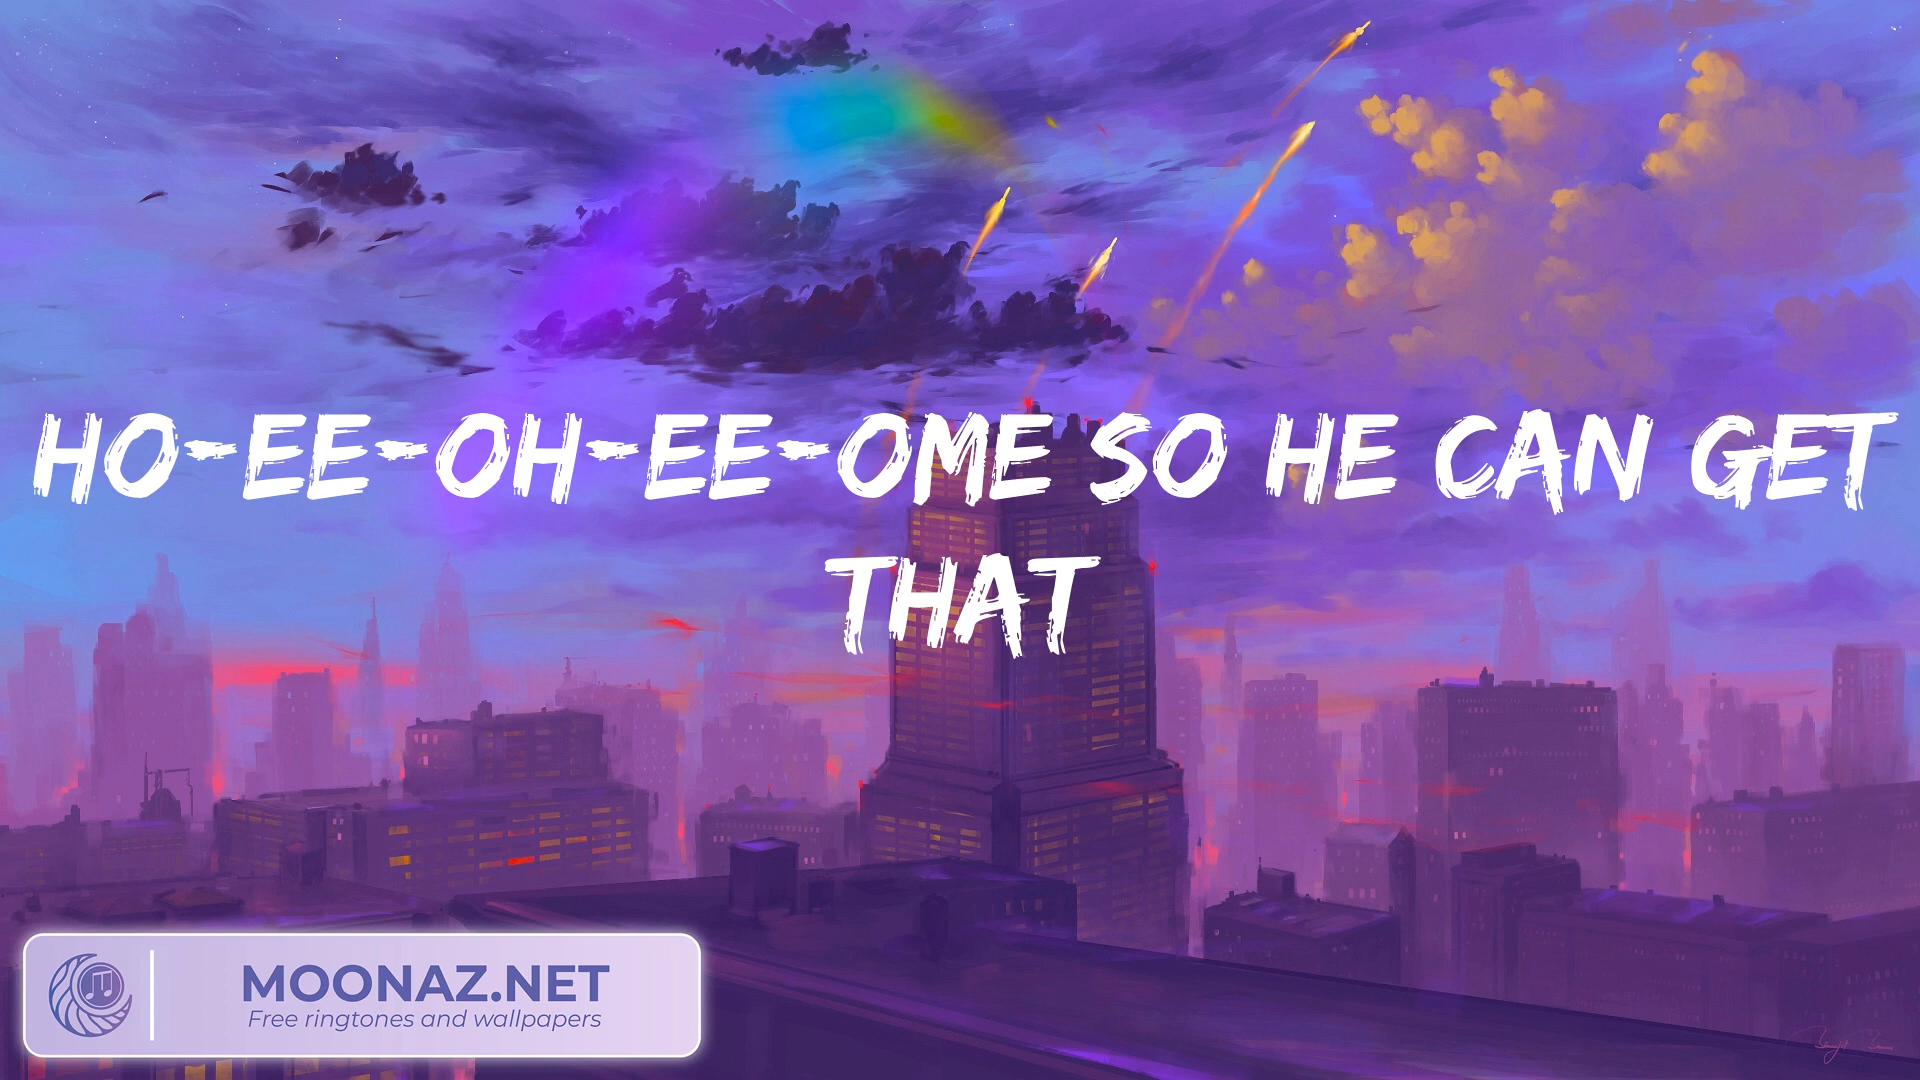 HO-EE-OH-EE-OME SO HE CAN GET
THAT
MOONAZ.NET
Free ringtones and wallpapers